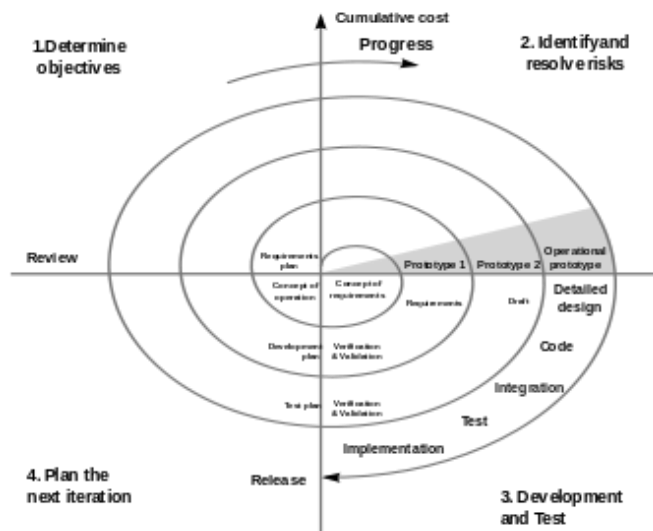 Cumulative cost
Progress
1.Determine
objectives
2. Identify and
resolve risks
Review
Requirements
plan
Prototype 1
Prototype 2
Operational
prototype
Concept of
operation
Concept of
requirements
Requirements
Draft
Detailed
design
Development
plan
Verification
& Validation
Code
Integration
Test plan
Verification
& Validation
Test
Implementation
4. Plan the
next iteration
Release
3. Development
and Test